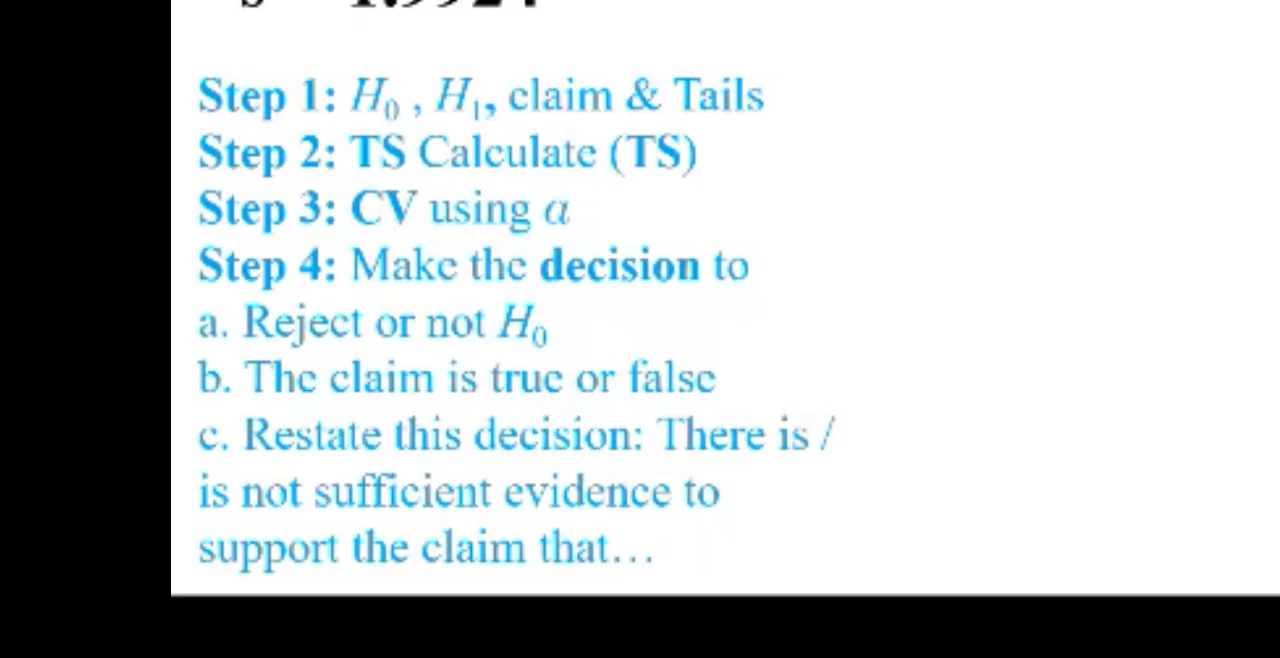 Step 1: H₀ , H₁, claim & Tails
Step 2: TS Calculate (TS)
Step 3: CV using α
Step 4: Make the decision to
a. Reject or not H₀
b. The claim is true or false
c. Restate this decision: There is /
is not sufficient evidence to
support the claim that…